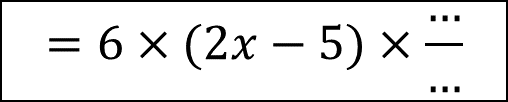 = 6 × (2x − 5) × …/…